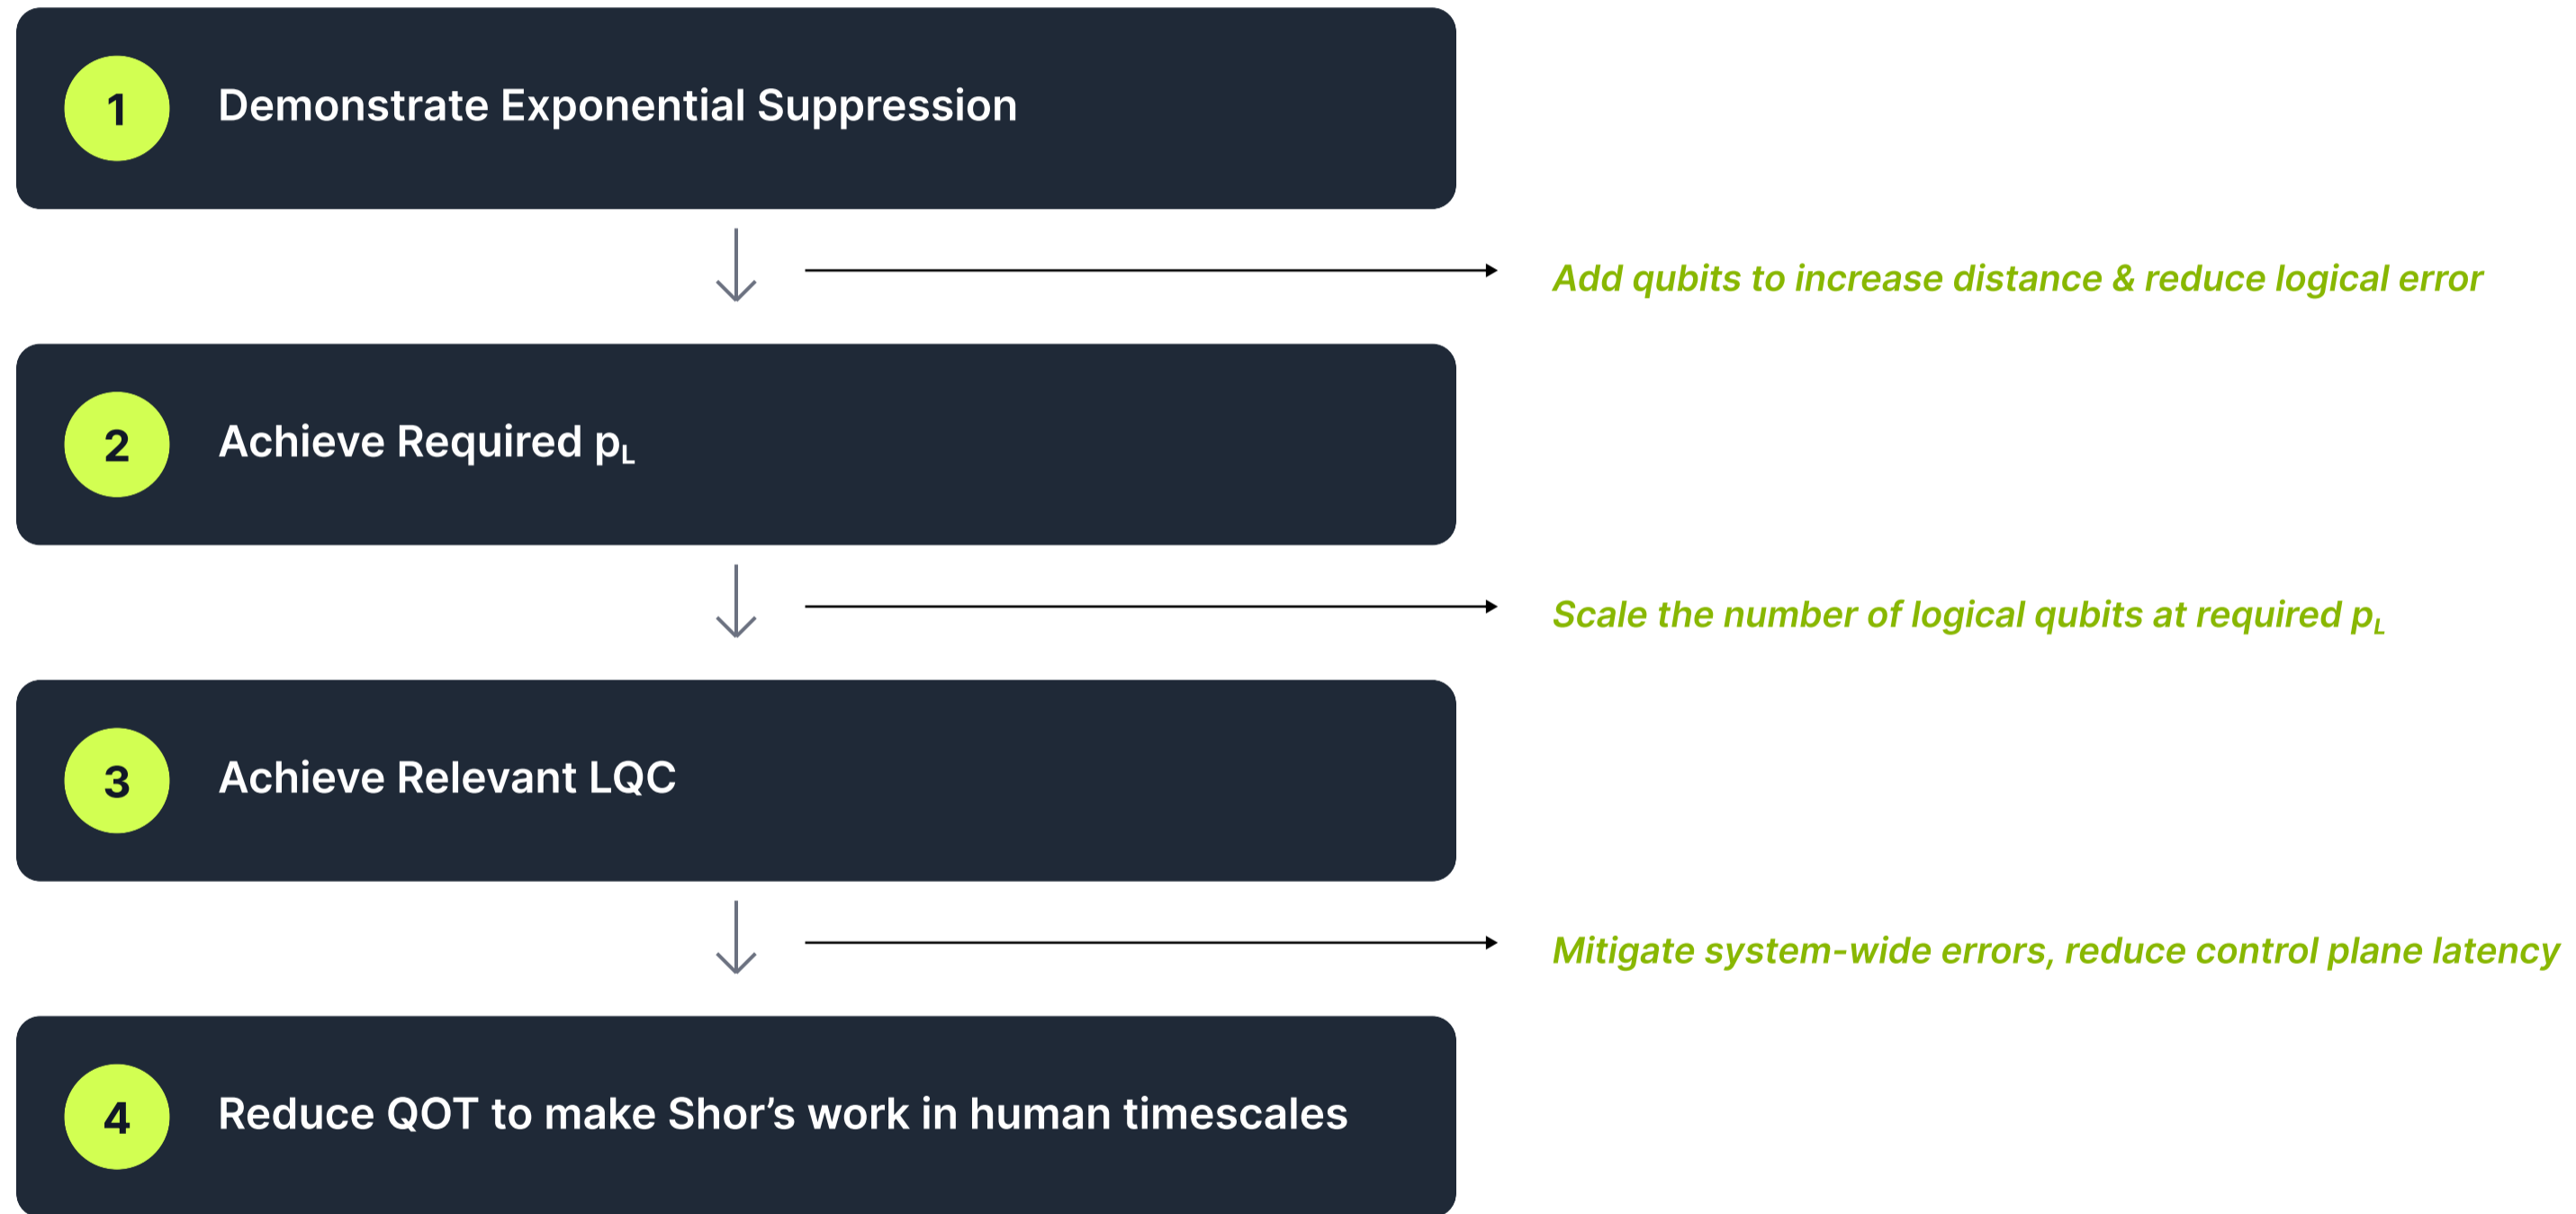 1
Demonstrate Exponential Suppression
Add qubits to increase distance & reduce logical error
2
Achieve Required pL
Scale the number of logical qubits at required pL
3
Achieve Relevant LQC
Mitigate system-wide errors, reduce control plane latency
4
Reduce QOT to make Shor’s work in human timescales